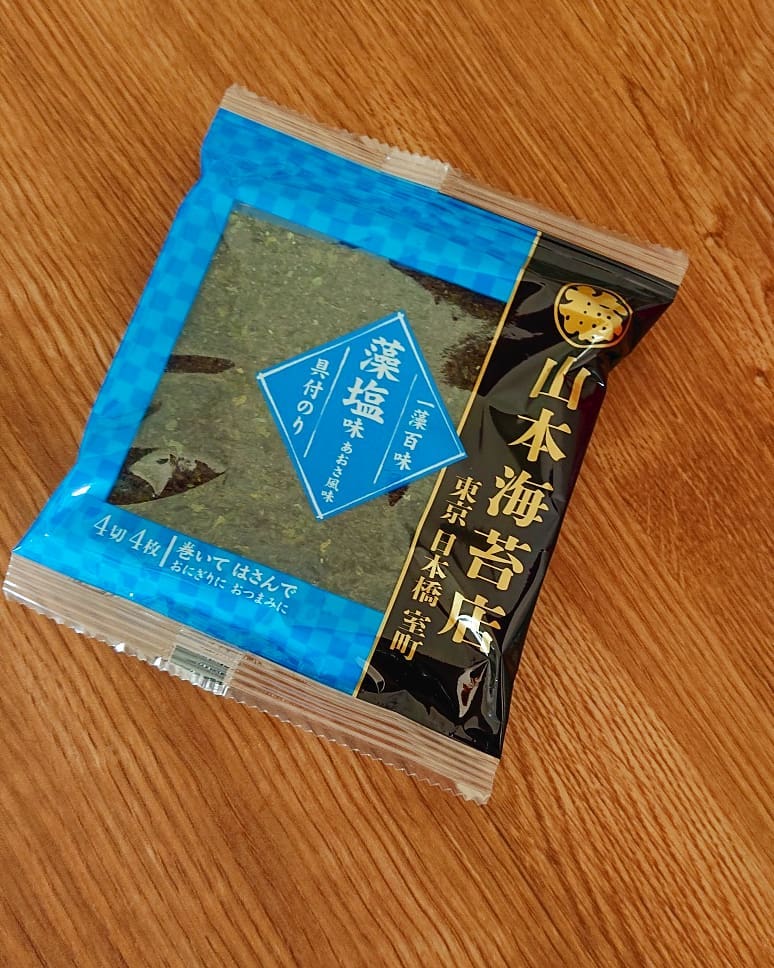 梅
山本海苔店
東京 日本橋 室町
一藻百味
藻塩味 あおさ風味
具付のり
4切4枚
巻いて はさんで
おにぎりに おつまみに